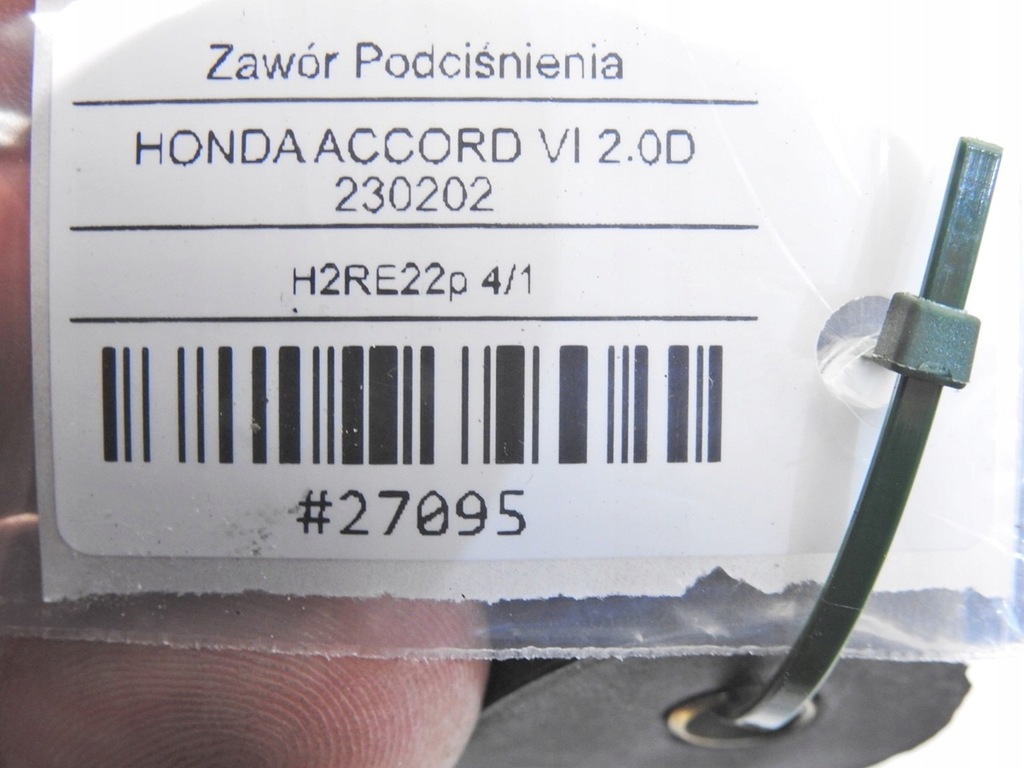 Zawór Podciśnienia
HONDA ACCORD VI 2.0D
230202
H2RE22p 4/1
#27095